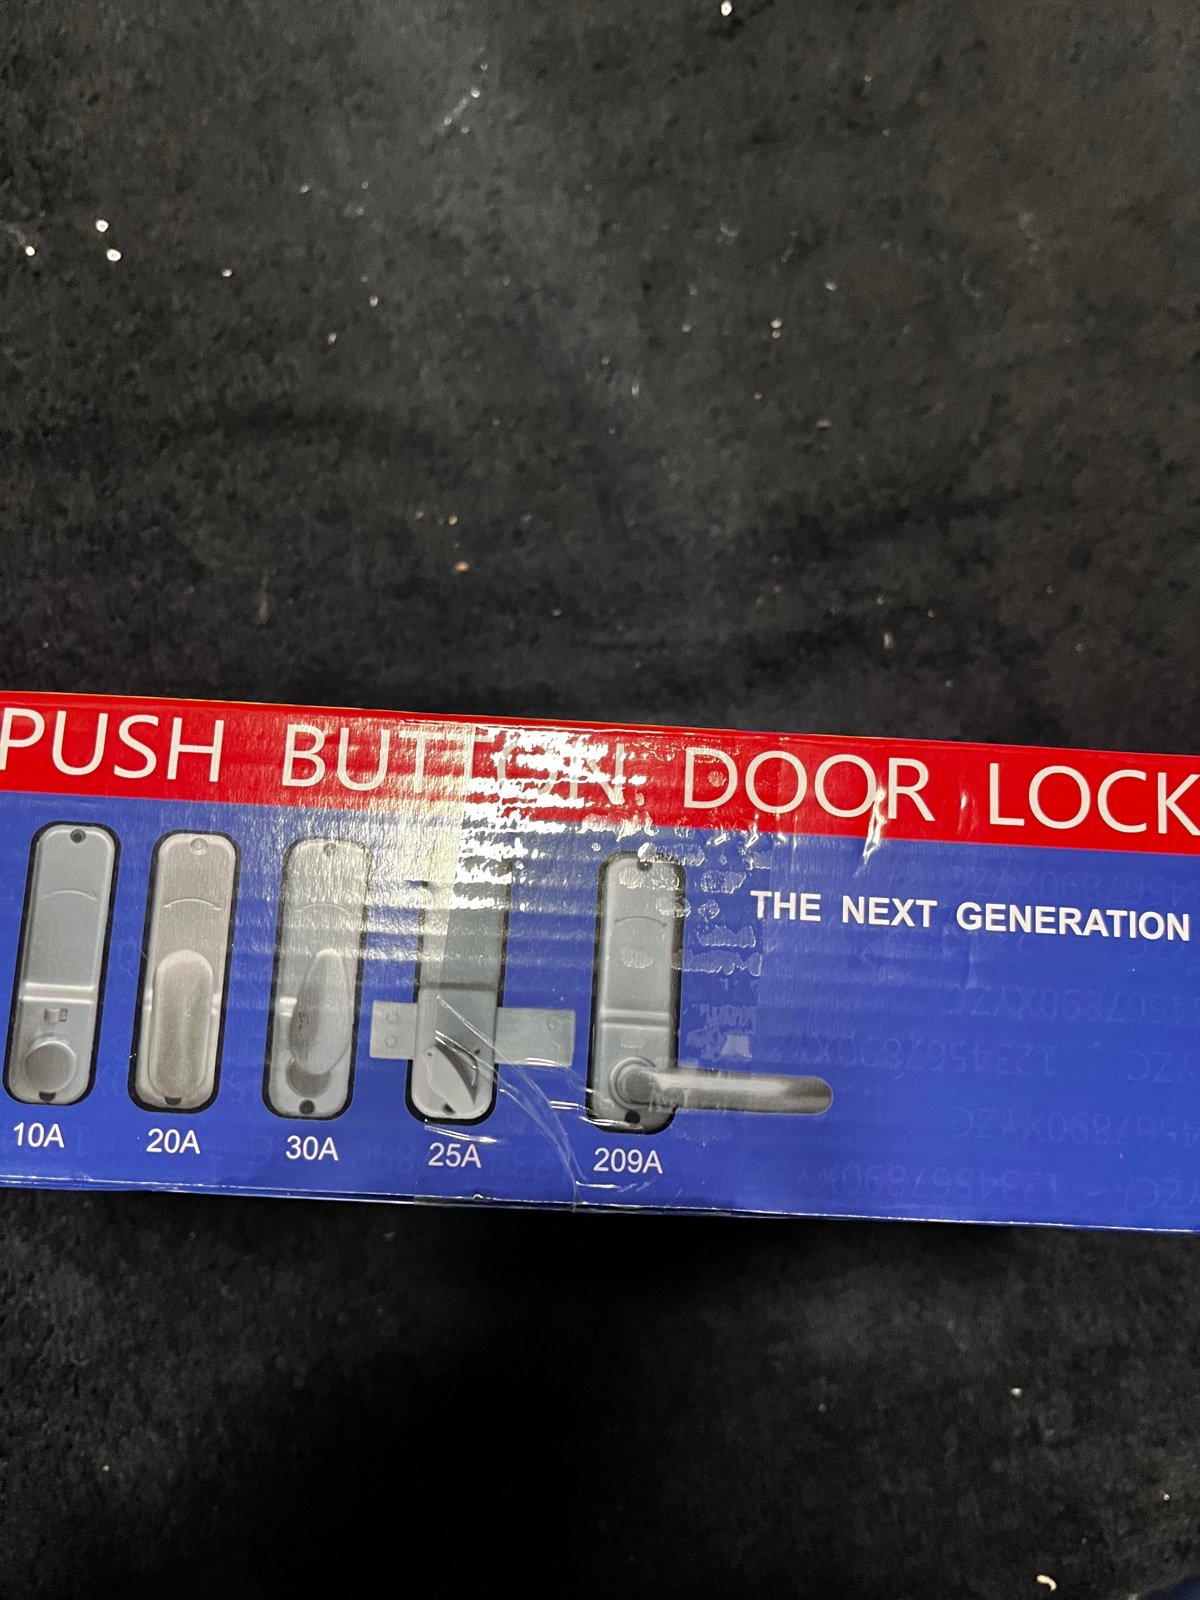 PUSH BUTTON DOOR LOCK
THE NEXT GENERATION
10A 20A 30A 25A 209A